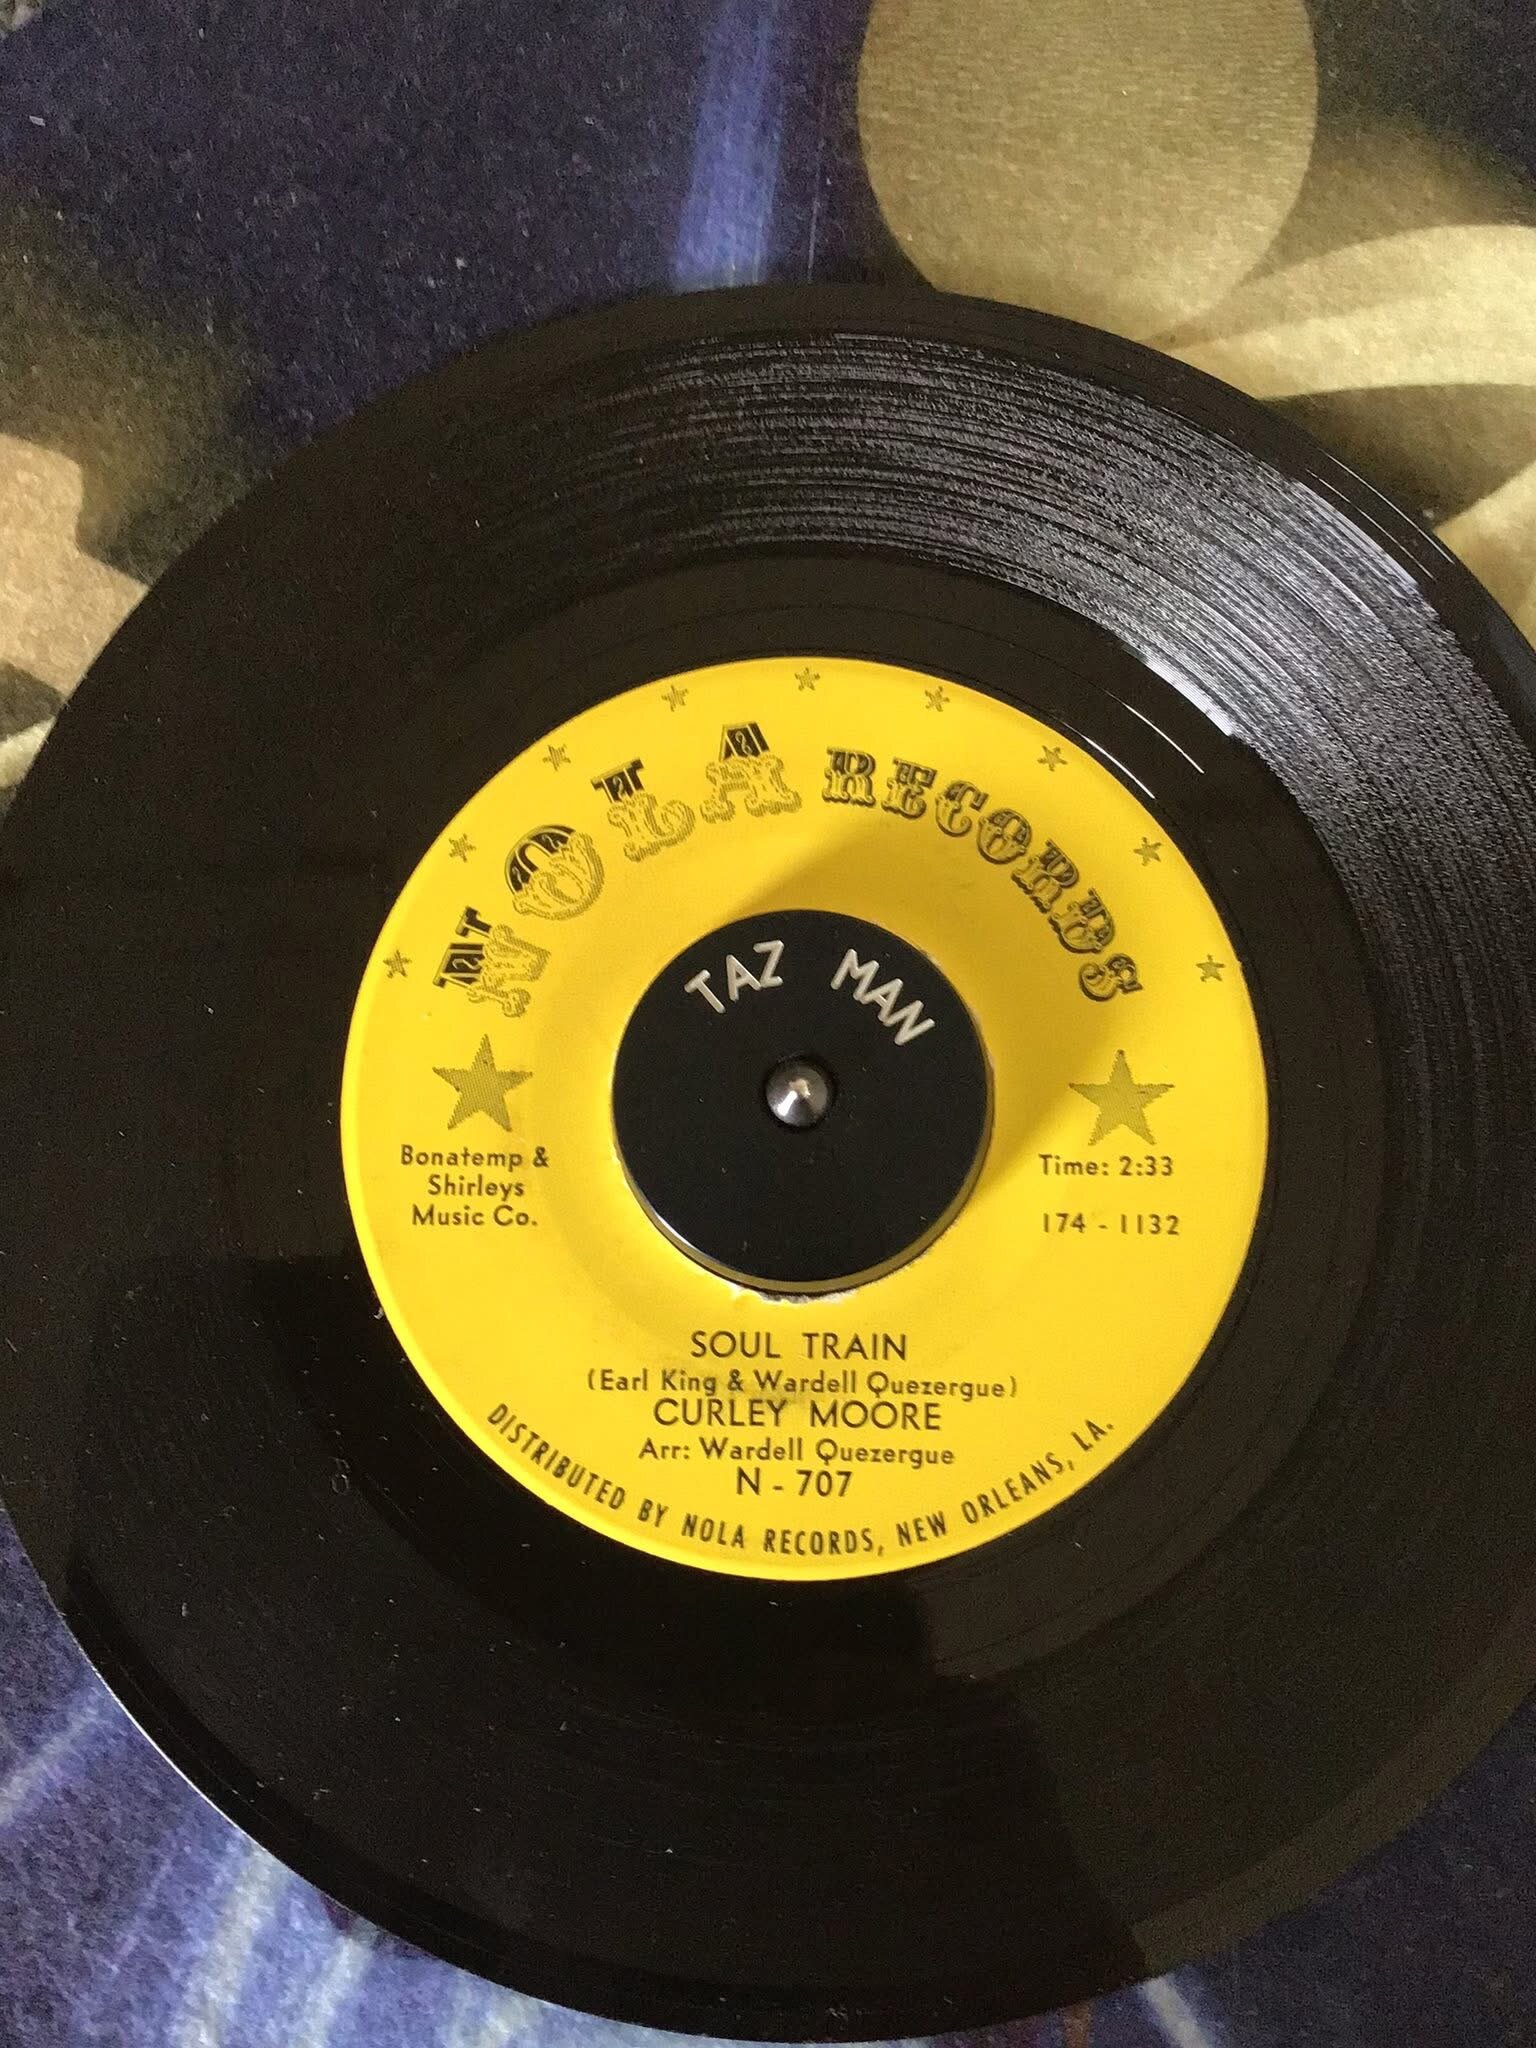 NOLA RECORDS
TAZ MAN
Bonatemp &
Shirleys
Music Co.
Time: 2:33
174 - 1132
SOUL TRAIN
(Earl King & Wardell Quezergue)
CURLEY MOORE
Arr: Wardell Quezergue
N - 707
DISTRIBUTED BY NOLA RECORDS, NEW ORLEANS, LA.